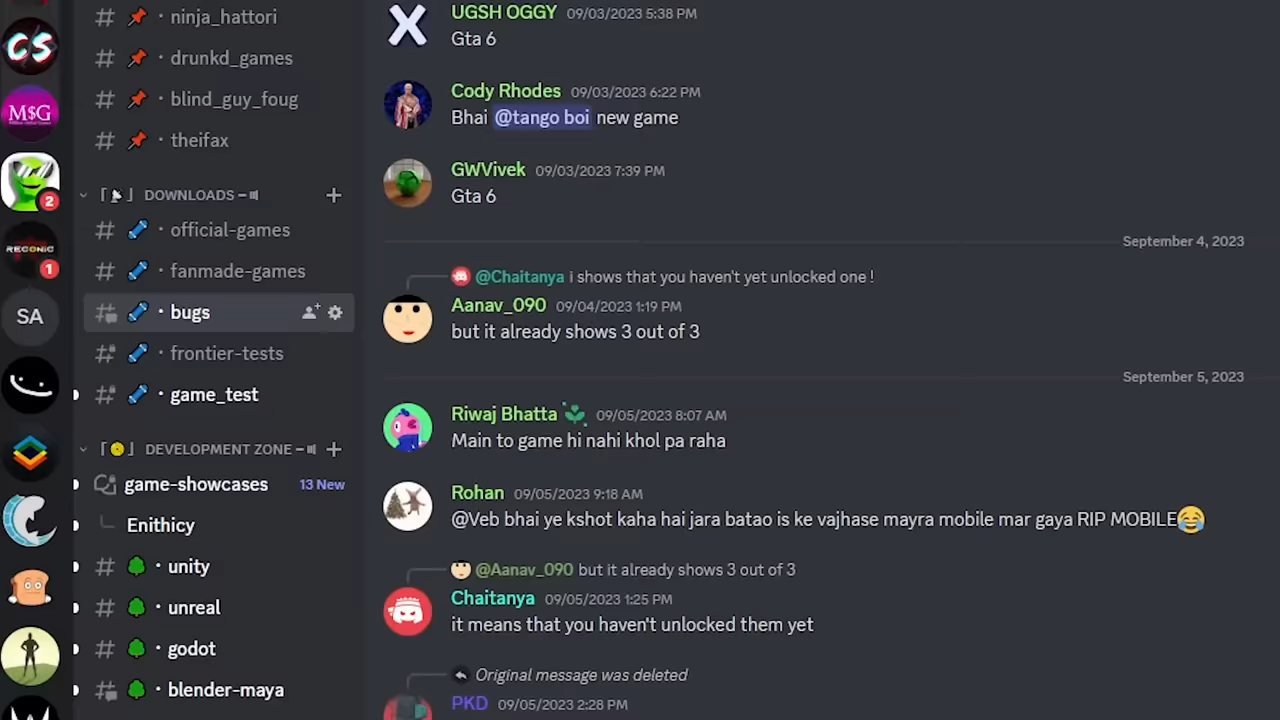 CS
M$G
2
RECONIC
1
SA
ninja_hattori
drunkd_games
blind_guy_foug
theifax
DOWNLOADS
official-games
fanmade-games
bugs
frontier-tests
game_test
DEVELOPMENT ZONE
game-showcases 13 New
Enithicy
unity
unreal
godot
blender-maya
UGSH OGGY 09/03/2023 5:38 PM
Gta 6
Cody Rhodes 09/03/2023 6:22 PM
Bhai @tango boi new game
GWVivek 09/03/2023 7:39 PM
Gta 6
September 4, 2023
@Chaitanya i shows that you haven't yet unlocked one !
Aanav_090 09/04/2023 1:19 PM
but it already shows 3 out of 3
September 5, 2023
Riwaj Bhatta 09/05/2023 8:07 AM
Main to game hi nahi khol pa raha
Rohan 09/05/2023 9:18 AM
@Veb bhai ye kshot kaha hai jara batao is ke vajhase mayra mobile mar gaya RIP MOBILE😂
@Aanav_090 but it already shows 3 out of 3
Chaitanya 09/05/2023 1:25 PM
it means that you haven't unlocked them yet
Original message was deleted
PKD 09/05/2023 2:28 PM